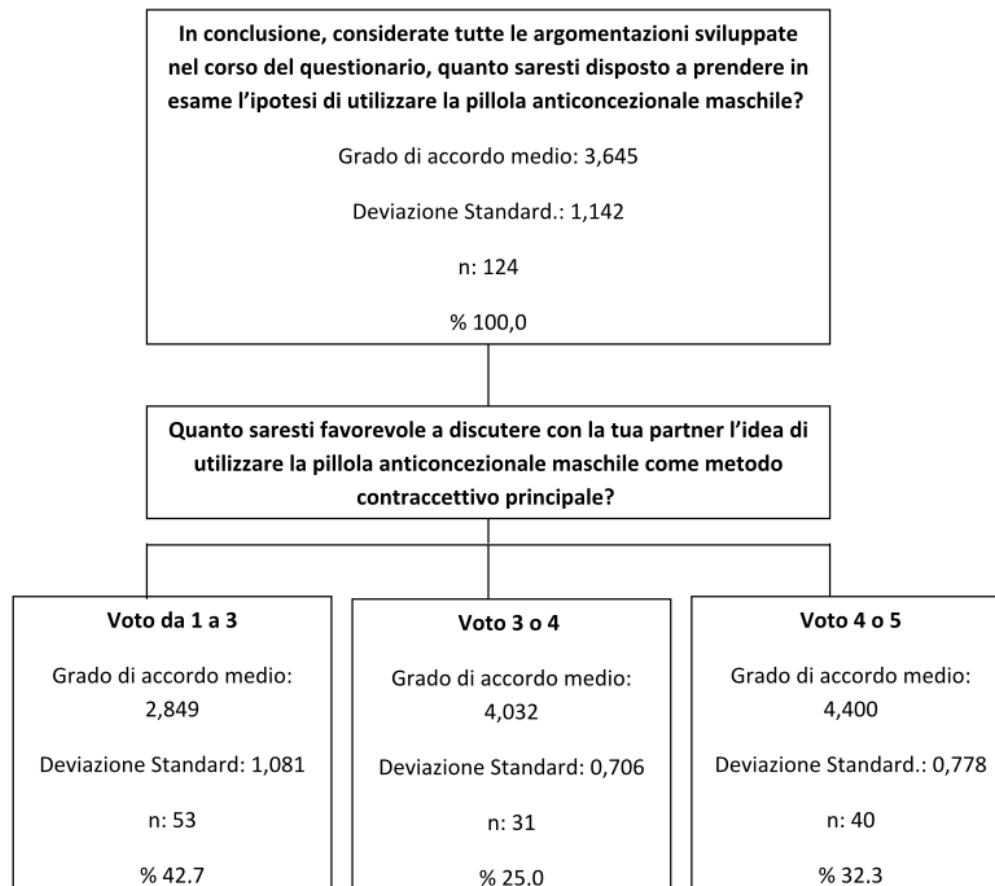 In conclusione, considerate tutte le argomentazioni sviluppate
nel corso del questionario, quanto saresti disposto a prendere in
esame l’ipotesi di utilizzare la pillola anticoncezionale maschile?
Grado di accordo medio: 3,645
Deviazione Standard.: 1,142
n: 124
% 100,0
Quanto saresti favorevole a discutere con la tua partner l’idea di
utilizzare la pillola anticoncezionale maschile come metodo
contraccettivo principale?
Voto da 1 a 3
Grado di accordo medio:
2,849
Deviazione Standard: 1,081
n: 53
% 42.7
Voto 3 o 4
Grado di accordo medio:
4,032
Deviazione Standard: 0,706
n: 31
% 25.0
Voto 4 o 5
Grado di accordo medio:
4,400
Deviazione Standard.: 0,778
n: 40
% 32.3